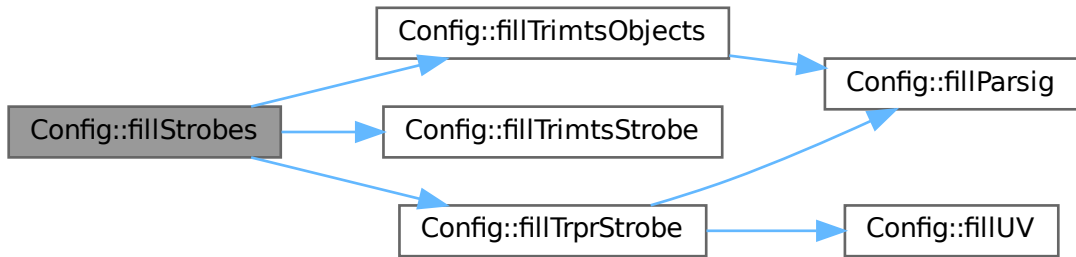 Config::fillStrobes
Config::fillTrimtsObjects
Config::fillTrimtsStrobe
Config::fillTrprStrobe
Config::fillParsig
Config::fillUV